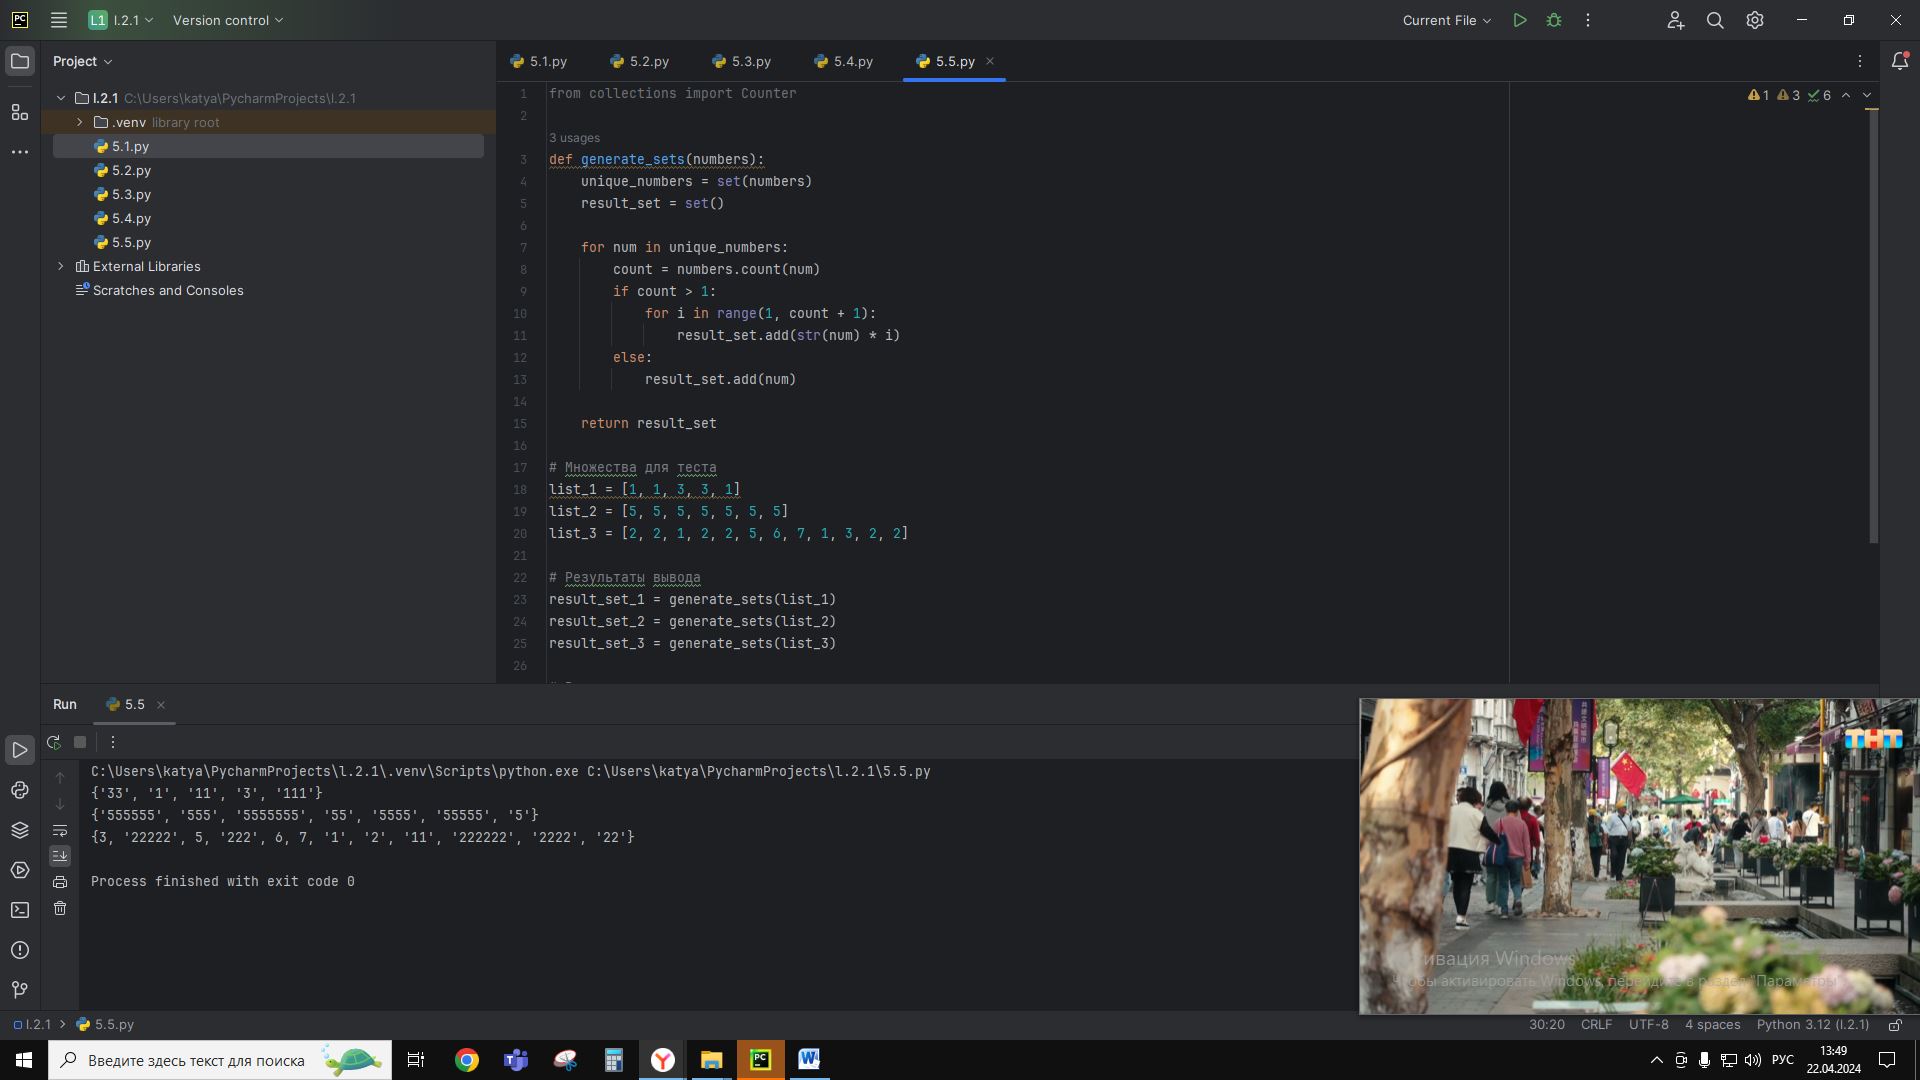 PC
L1 l.2.1
Version control
Current File
Project
5.1.py
5.2.py
5.3.py
5.4.py
5.5.py
l.2.1 C:\Users\katya\PycharmProjects\l.2.1
.venv library root
5.1.py
5.2.py
5.3.py
5.4.py
5.5.py
External Libraries
Scratches and Consoles
1 3 6
1 from collections import Counter
2
3 usages
3 def generate_sets(numbers):
4 unique_numbers = set(numbers)
5 result_set = set()
6
7 for num in unique_numbers:
8 count = numbers.count(num)
9 if count > 1:
10 for i in range(1, count + 1):
11 result_set.add(str(num) * i)
12 else:
13 result_set.add(num)
14
15 return result_set
16
17 # Множества для теста
18 list_1 = [1, 1, 3, 3, 1]
19 list_2 = [5, 5, 5, 5, 5, 5, 5]
20 list_3 = [2, 2, 1, 2, 2, 5, 6, 7, 1, 3, 2, 2]
21
22 # Результаты вывода
23 result_set_1 = generate_sets(list_1)
24 result_set_2 = generate_sets(list_2)
25 result_set_3 = generate_sets(list_3)
26
Run
5.5
C:\Users\katya\PycharmProjects\l.2.1\.venv\Scripts\python.exe C:\Users\katya\PycharmProjects\l.2.1\5.5.py
{'33', '1', '11', '3', '111'}
{'555555', '555', '5555555', '55', '5555', '55555', '5'}
{3, '22222', 5, '222', 6, 7, '1', '2', '11', '222222', '2222', '22'}
Process finished with exit code 0
ТНТ
Windows
активировать Windows, перейдите в раздел "Параметры
l.2.1 > 5.5.py
30:20 CRLF UTF-8 4 spaces Python 3.12 (l.2.1)
Введите здесь текст для поиска
PC
РУС
13:49
22.04.2024